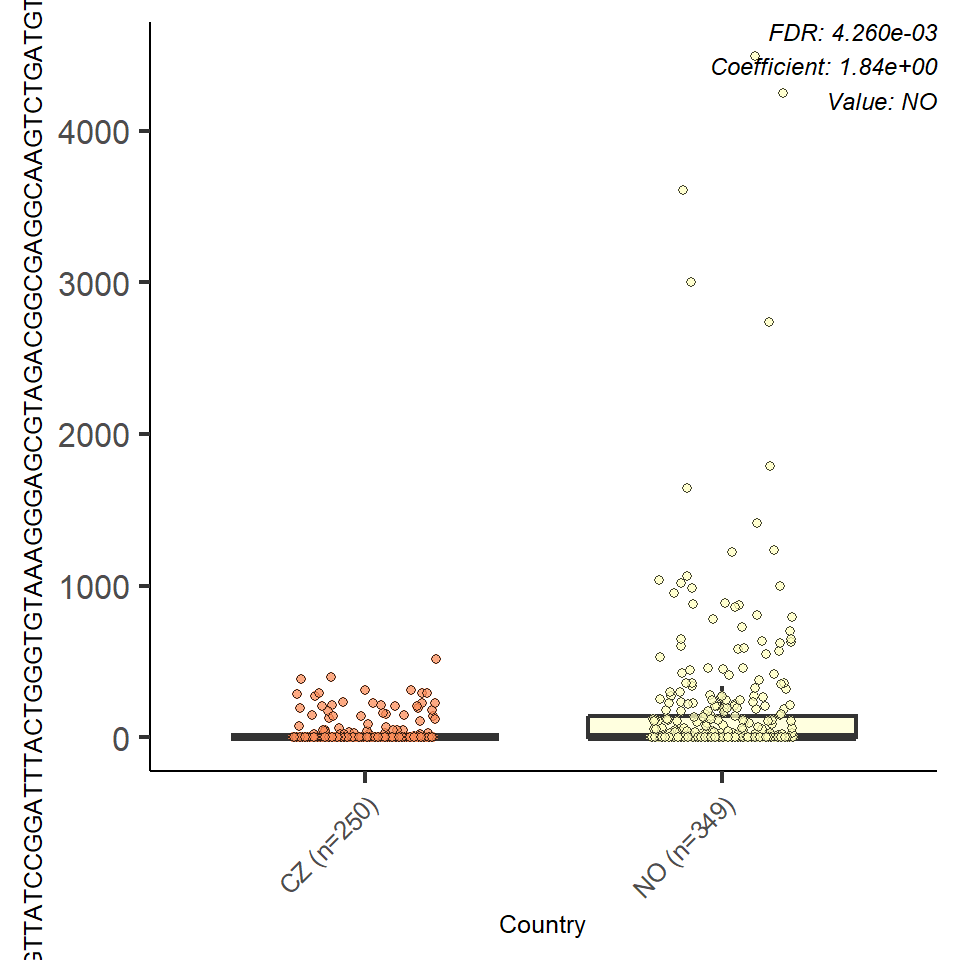 FDR: 4.260e-03
Coefficient: 1.84e+00
Value: NO
GTTATCCGGATTTACTGGGTGTAAAGGGAGCGTAGACGGCGAGGCAAGTCTGATGT
4000
3000
2000
1000
0
CZ (n=250)
NO (n=349)
Country